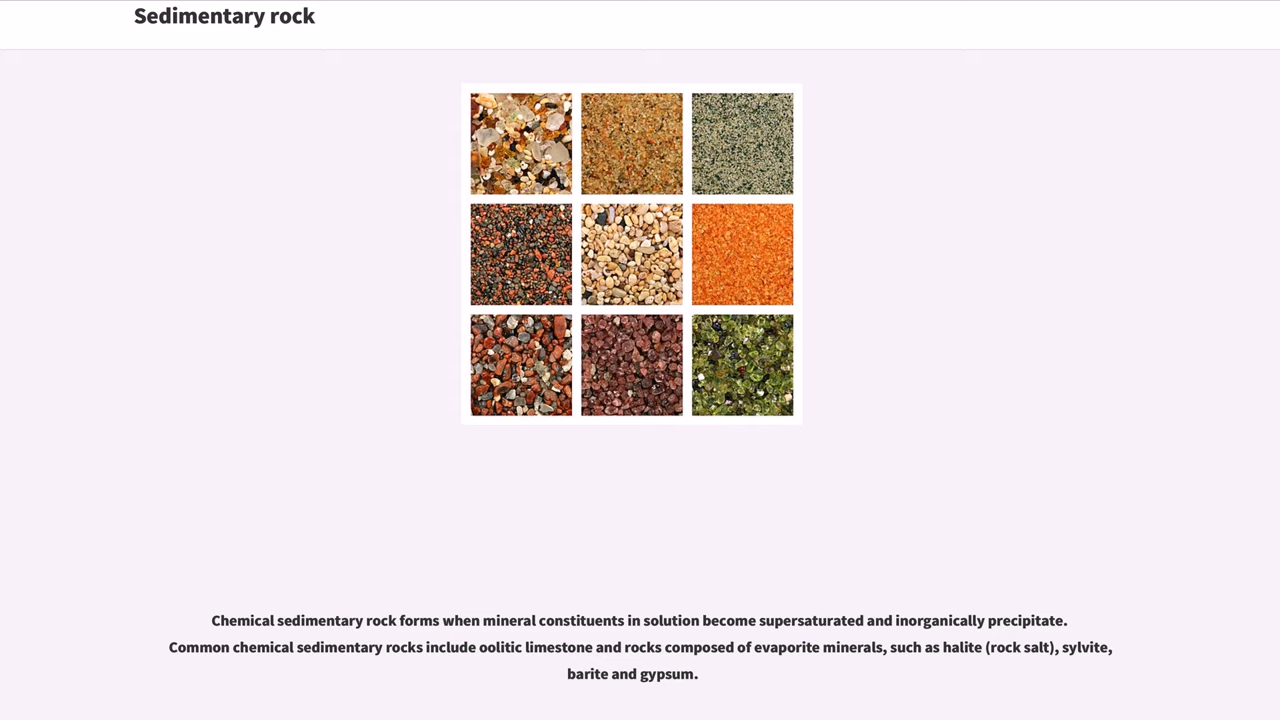 Sedimentary rock
Chemical sedimentary rock forms when mineral constituents in solution become supersaturated and inorganically precipitate.
Common chemical sedimentary rocks include oolitic limestone and rocks composed of evaporite minerals, such as halite (rock salt), sylvite,
barite and gypsum.